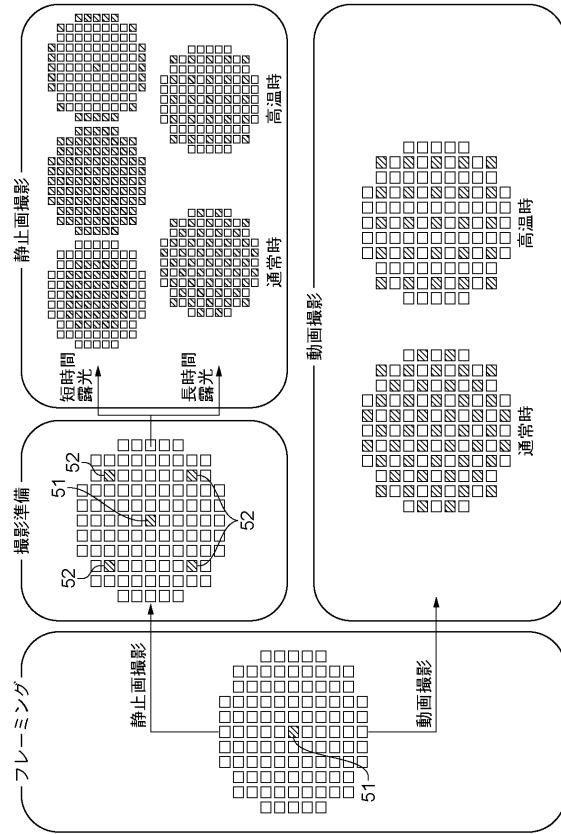 フレーミング
51
静止画撮影
動画撮影
撮影準備
52
51
52
52
静止画撮影
短時間
露光
長時間
露光
通常時
高温時
動画撮影
通常時
高温時